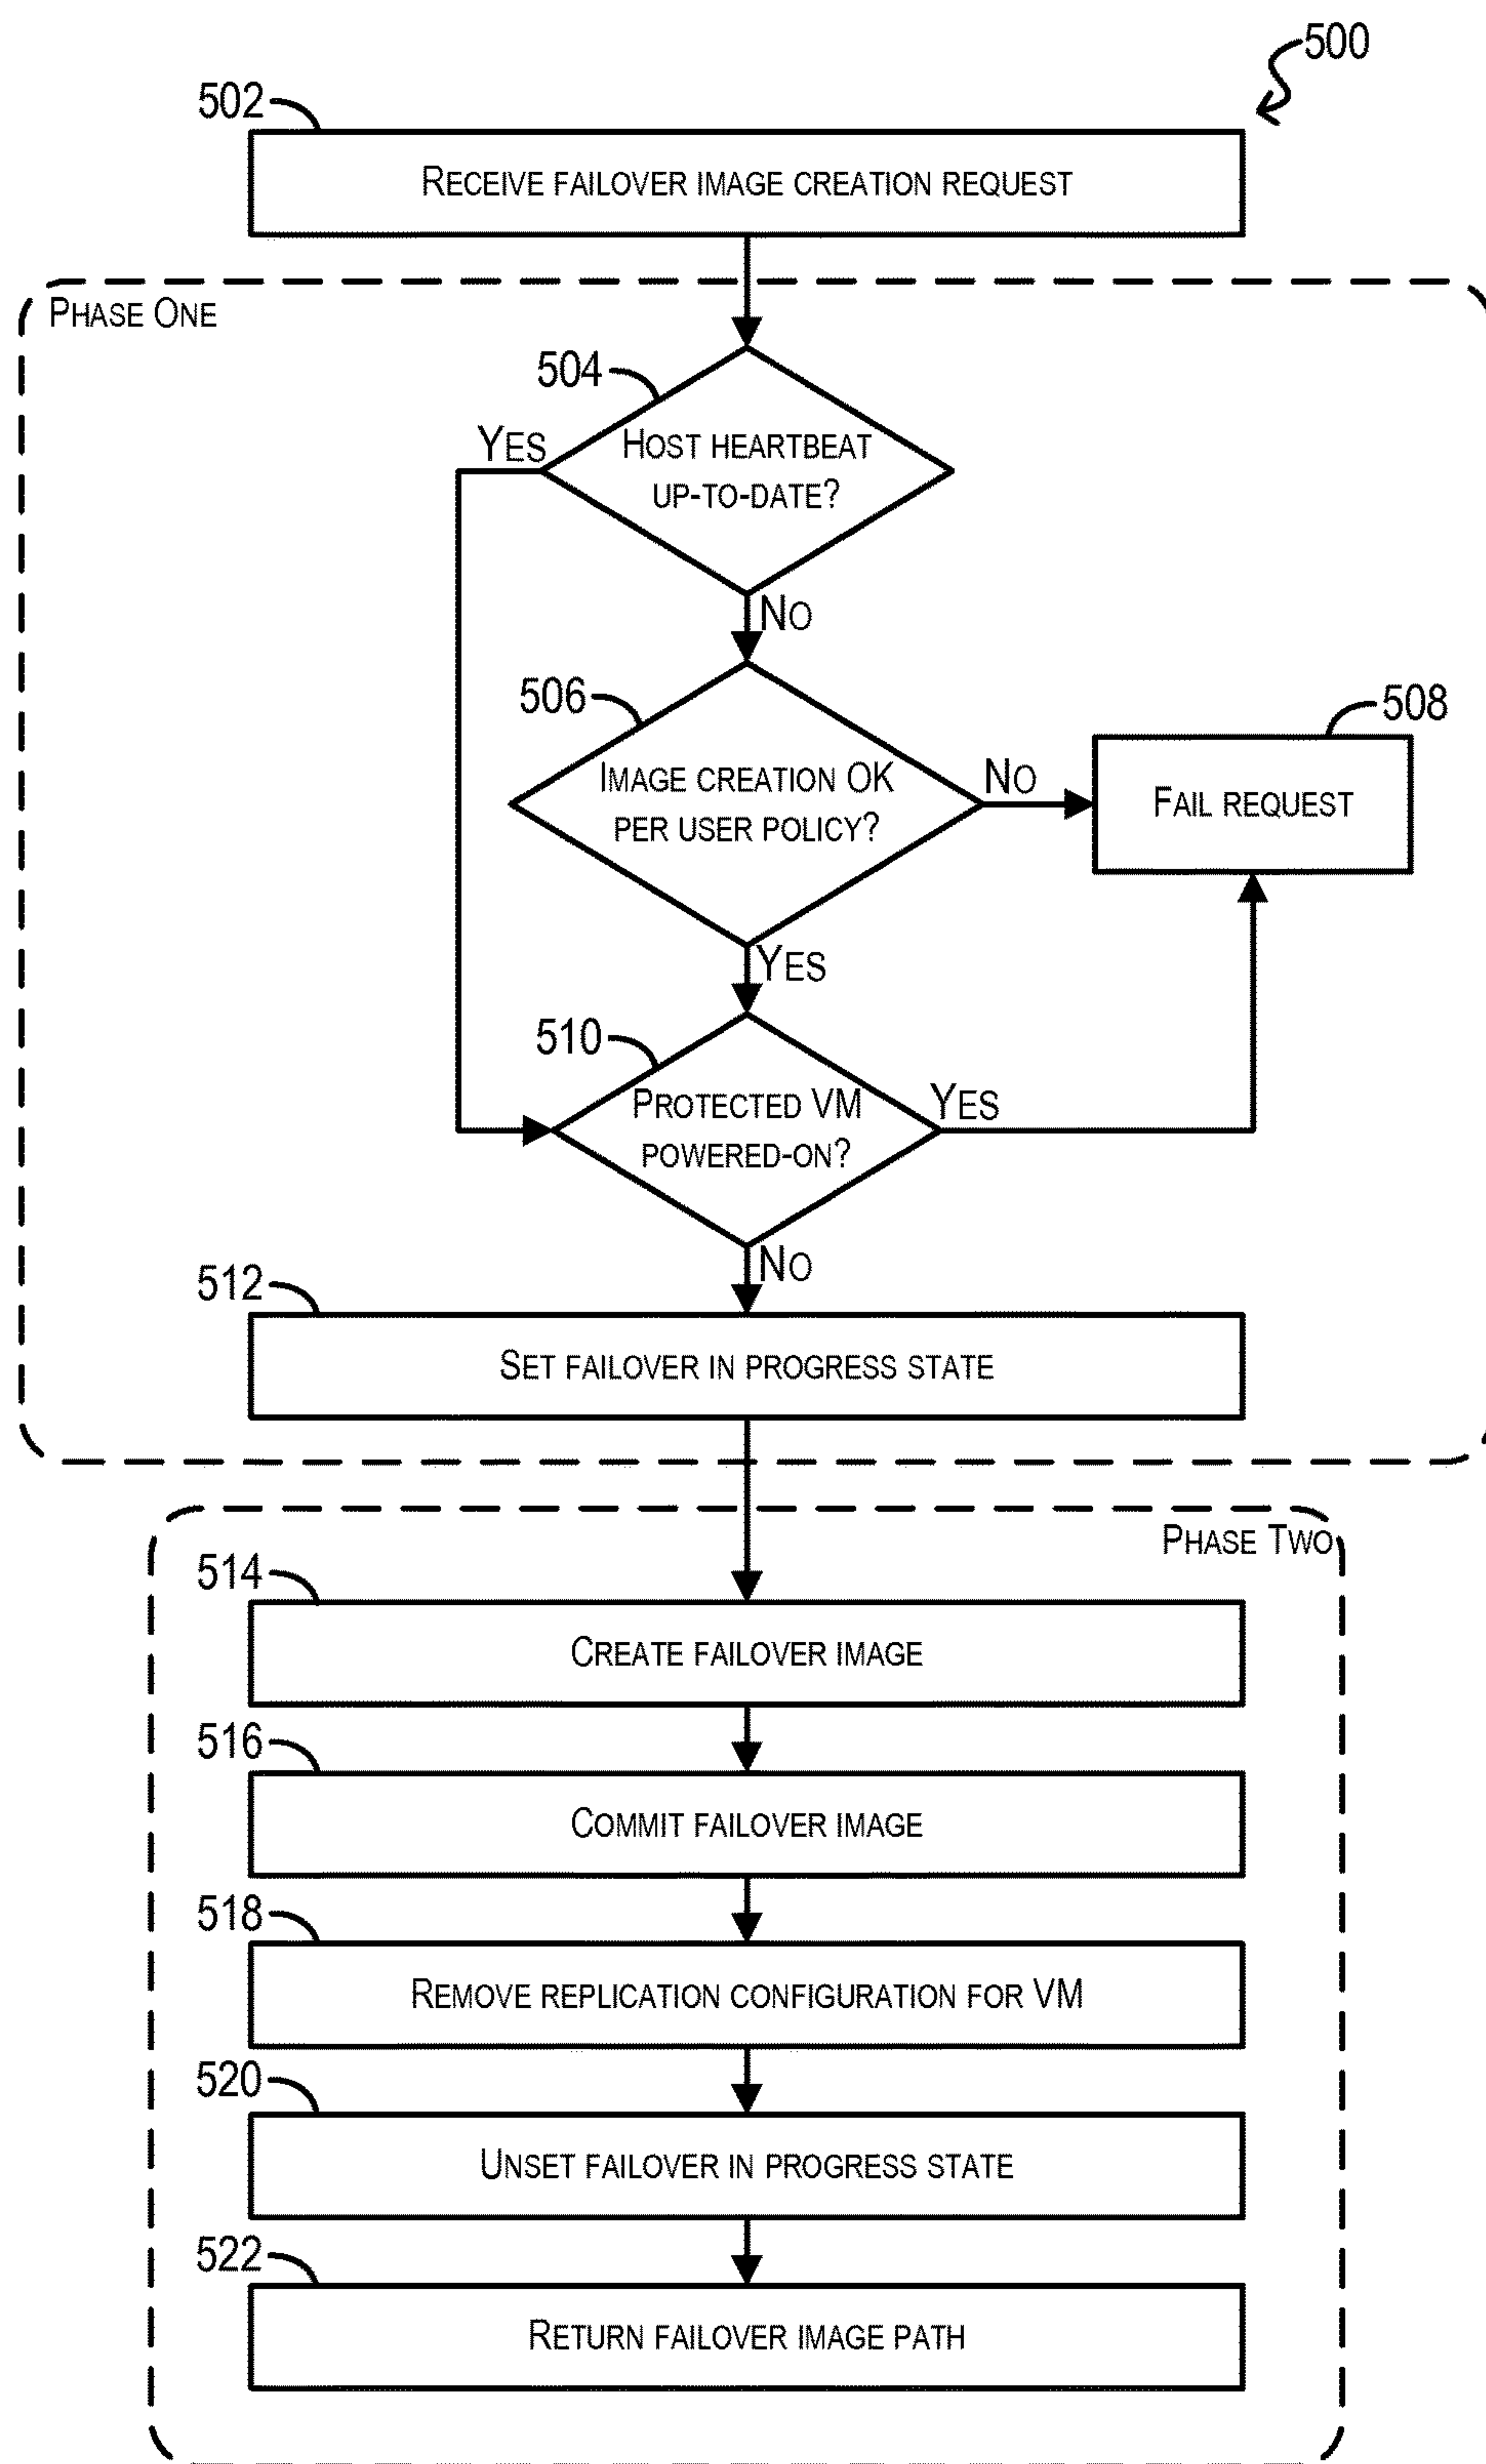 500
502
Receive failover image creation request
Phase One
504
Yes
Host heartbeat
up-to-date?
No
506
508
Image creation OK
per user policy?
No
Fail request
Yes
510
Protected VM
powered-on?
Yes
No
512
Set failover in progress state
Phase Two
514
Create failover image
516
Commit failover image
518
Remove replication configuration for VM
520
Unset failover in progress state
522
Return failover image path